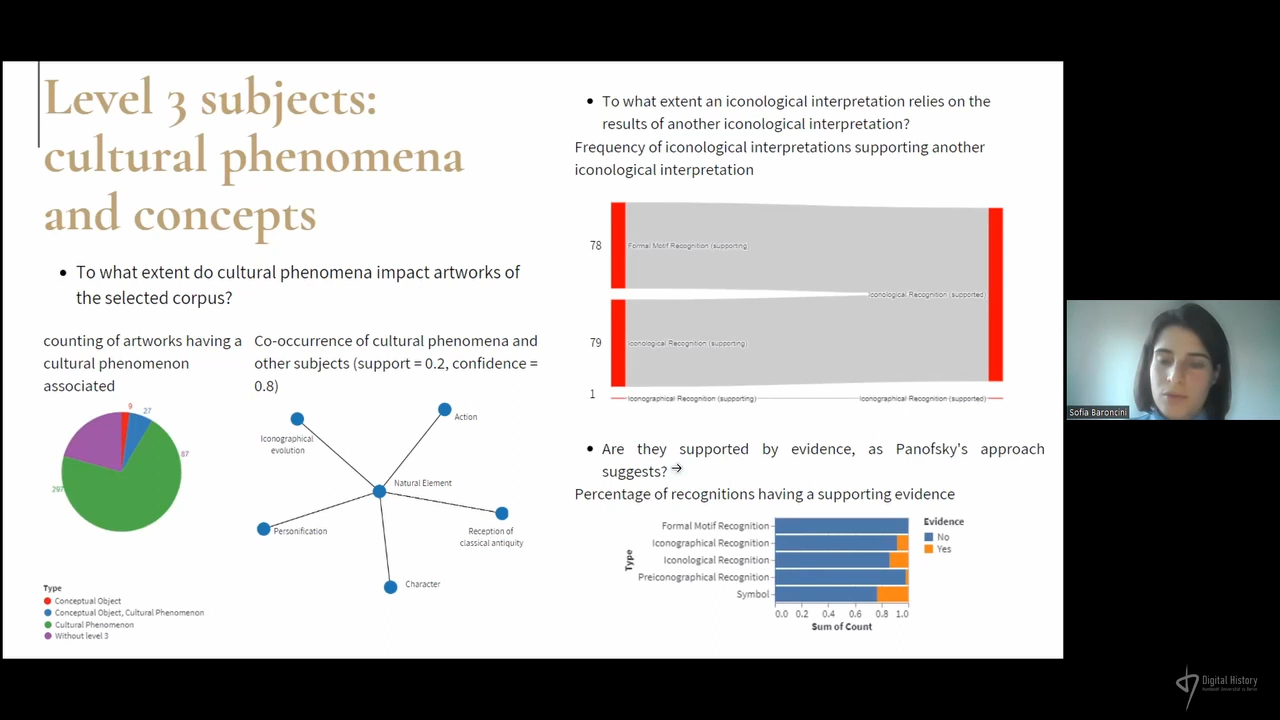 Level 3 subjects:
cultural phenomena
and concepts
• To what extent do cultural phenomena impact artworks of
the selected corpus?
counting of artworks having a
cultural phenomenon
associated
9
27
87
297
Type
Conceptual Object
Conceptual Object, Cultural Phenomenon
Cultural Phenomenon
Without level 3
Co-occurrence of cultural phenomena and
other subjects (support = 0.2, confidence =
0.8)
Iconographical
evolution
Action
Natural Element
Personification
Reception of
classical antiquity
Character
• To what extent an iconological interpretation relies on the
results of another iconological interpretation?
Frequency of iconological interpretations supporting another
iconological interpretation
78
Formal Motif Recognition (supporting)
Iconological Recognition (supported)
79
Iconological Recognition (supporting)
1
Iconographical Recognition (supporting)
Iconographical Recognition (supported)
• Are they supported by evidence, as Panofsky's approach
suggests?
Percentage of recognitions having a supporting evidence
Type
Formal Motif Recognition
Iconographical Recognition
Iconological Recognition
Preiconographical Recognition
Symbol
0.0 0.2 0.4 0.6 0.8 1.0
Sum of Count
Evidence
No
Yes
Sofia Baroncini
Digital History